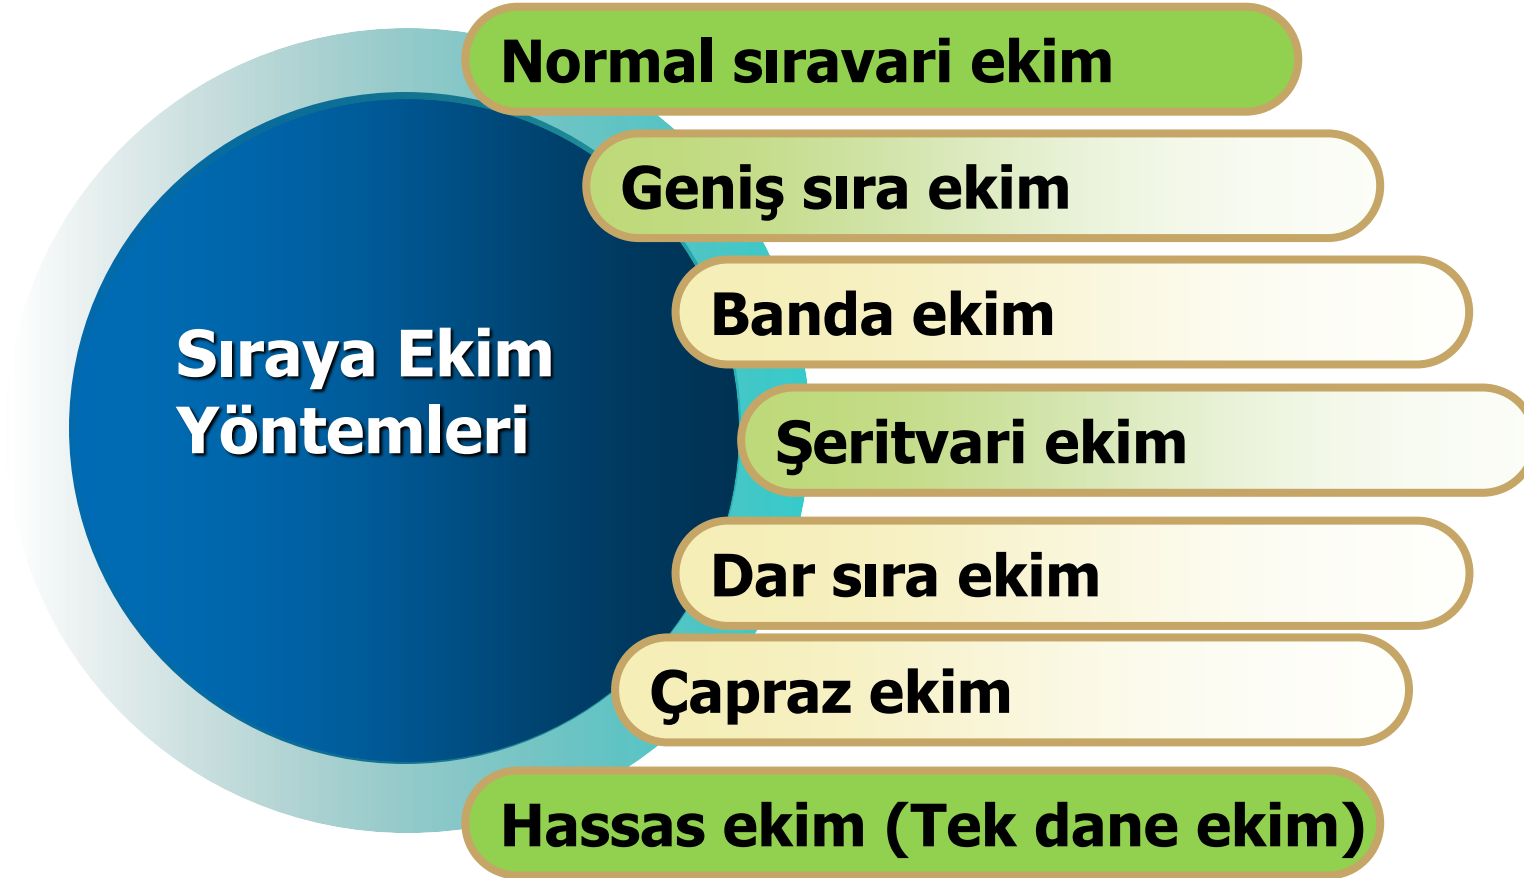 Normal sıravari ekim
Geniş sıra ekim
Banda ekim
Sıraya Ekim
Yöntemleri
Şeritvari ekim
Dar sıra ekim
Çapraz ekim
Hassas ekim (Tek dane ekim)